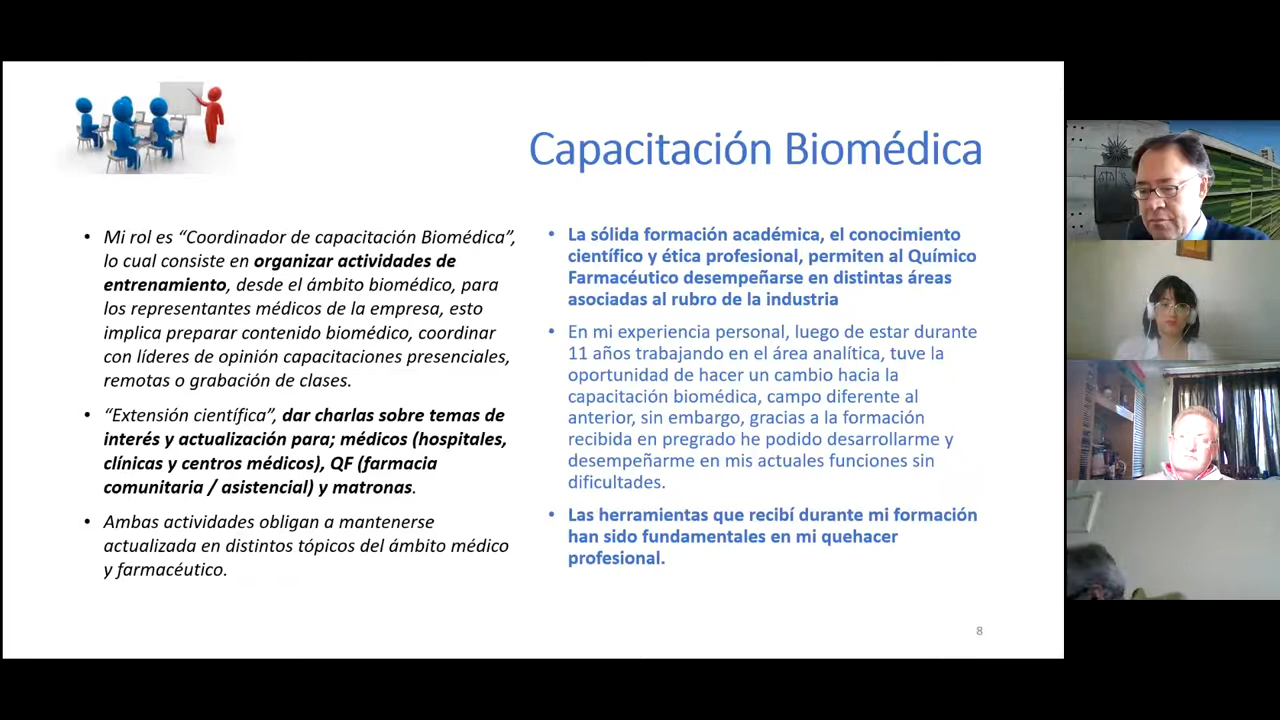 Capacitación Biomédica
• Mi rol es “Coordinador de capacitación Biomédica”,
lo cual consiste en organizar actividades de
entrenamiento, desde el ámbito biomédico, para
los representantes médicos de la empresa, esto
implica preparar contenido biomédico, coordinar
con líderes de opinión capacitaciones presenciales,
remotas o grabación de clases.
• “Extensión científica”, dar charlas sobre temas de
interés y actualización para; médicos (hospitales,
clínicas y centros médicos), QF (farmacia
comunitaria / asistencial) y matronas.
• Ambas actividades obligan a mantenerse
actualizada en distintos tópicos del ámbito médico
y farmacéutico.
• La sólida formación académica, el conocimiento
científico y ética profesional, permiten al Químico
Farmacéutico desempeñarse en distintas áreas
asociadas al rubro de la industria
• En mi experiencia personal, luego de estar durante
11 años trabajando en el área analítica, tuve la
oportunidad de hacer un cambio hacia la
capacitación biomédica, campo diferente al
anterior, sin embargo, gracias a la formación
recibida en pregrado he podido desarrollarme y
desempeñarme en mis actuales funciones sin
dificultades.
• Las herramientas que recibí durante mi formación
han sido fundamentales en mi quehacer
profesional.
8